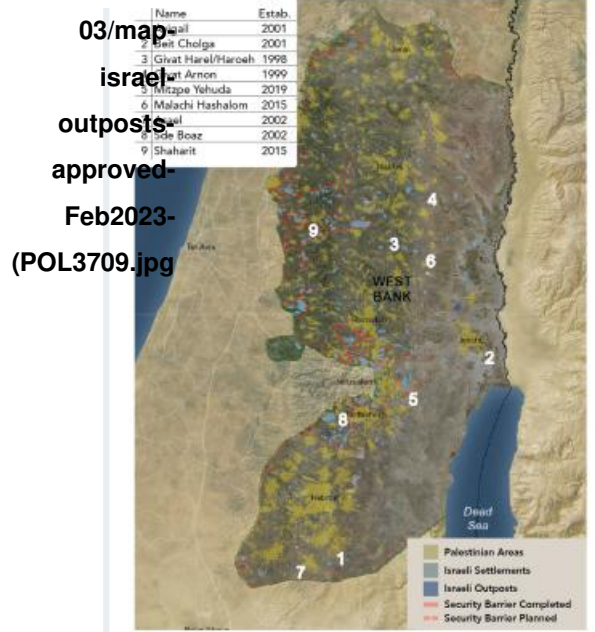 Name Estab.
2001
2 Beit Cholga 2001
3 Givat Harel/Haroeh 1998
Arnon 1999
5 Mitzpe Yehuda 2019
6 Malachi Hashalom 2015
2002
8 Sde Boaz 2002
9 Shaharit 2015
03/map-
israel-
outposts-
approved-
Feb2023-
(POL3709.jpg
4
9
3
6
WEST
BANK
2
5
8
Hebron
Dead
Sea
1
7
Palestinian Areas
Israeli Settlements
Israeli Outposts
Security Barrier Completed
Security Barrier Planned